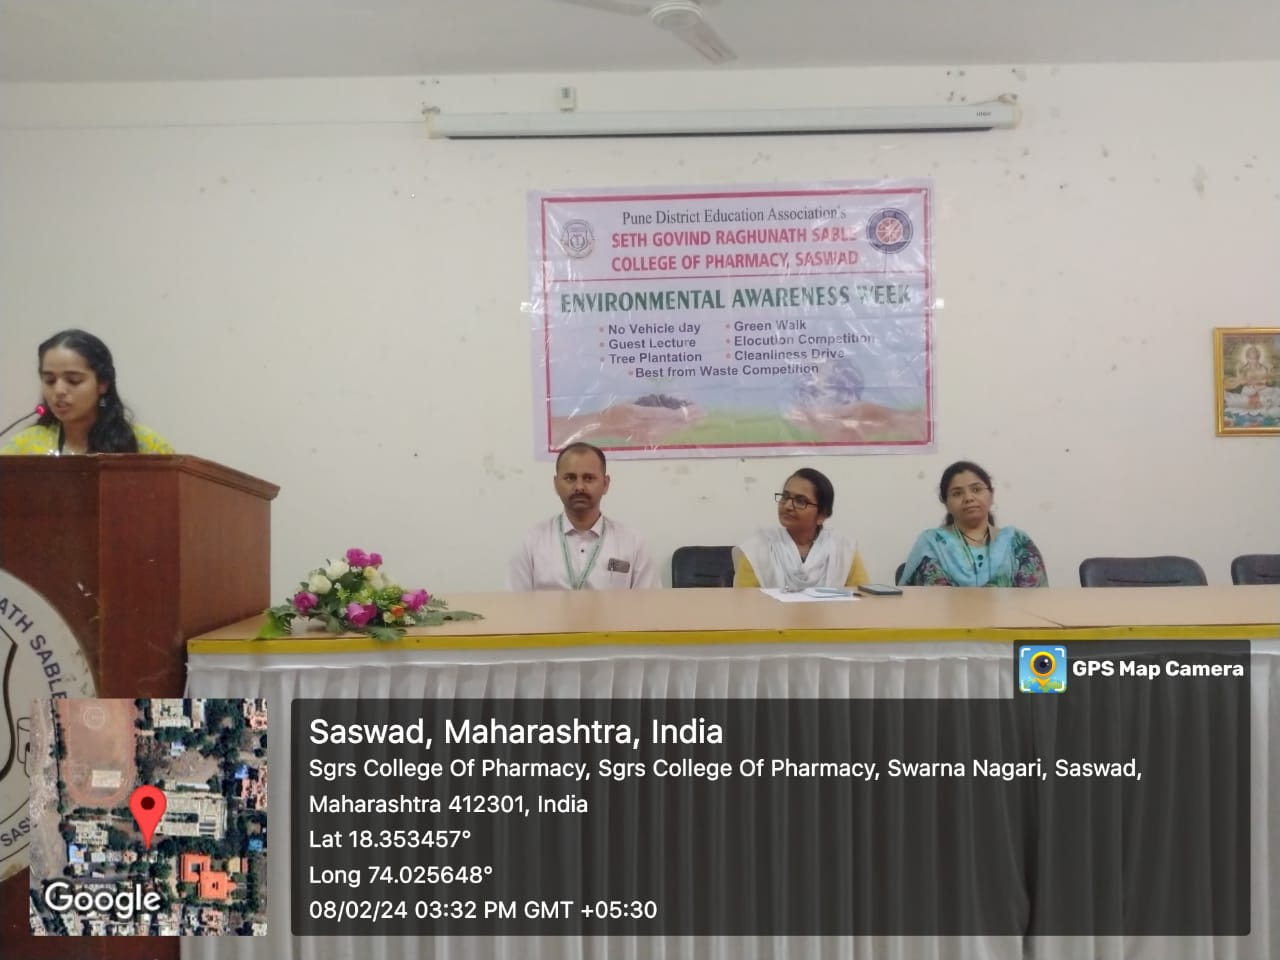 Pune District Education Association's
SETH GOVIND RAGHUNATH SABLE
COLLEGE OF PHARMACY, SASWAD
ENVIRONMENTAL AWARENESS WEEK
• No Vehicle day • Green Walk
• Guest Lecture • Elocution Competition
• Tree Plantation • Cleanliness Drive
• Best from Waste Competition
ATH SABLE
GPS Map Camera
Saswad, Maharashtra, India
Sgrs College Of Pharmacy, Sgrs College Of Pharmacy, Swarna Nagari, Saswad,
Maharashtra 412301, India
Lat 18.353457°
Long 74.025648°
08/02/24 03:32 PM GMT +05:30
Google